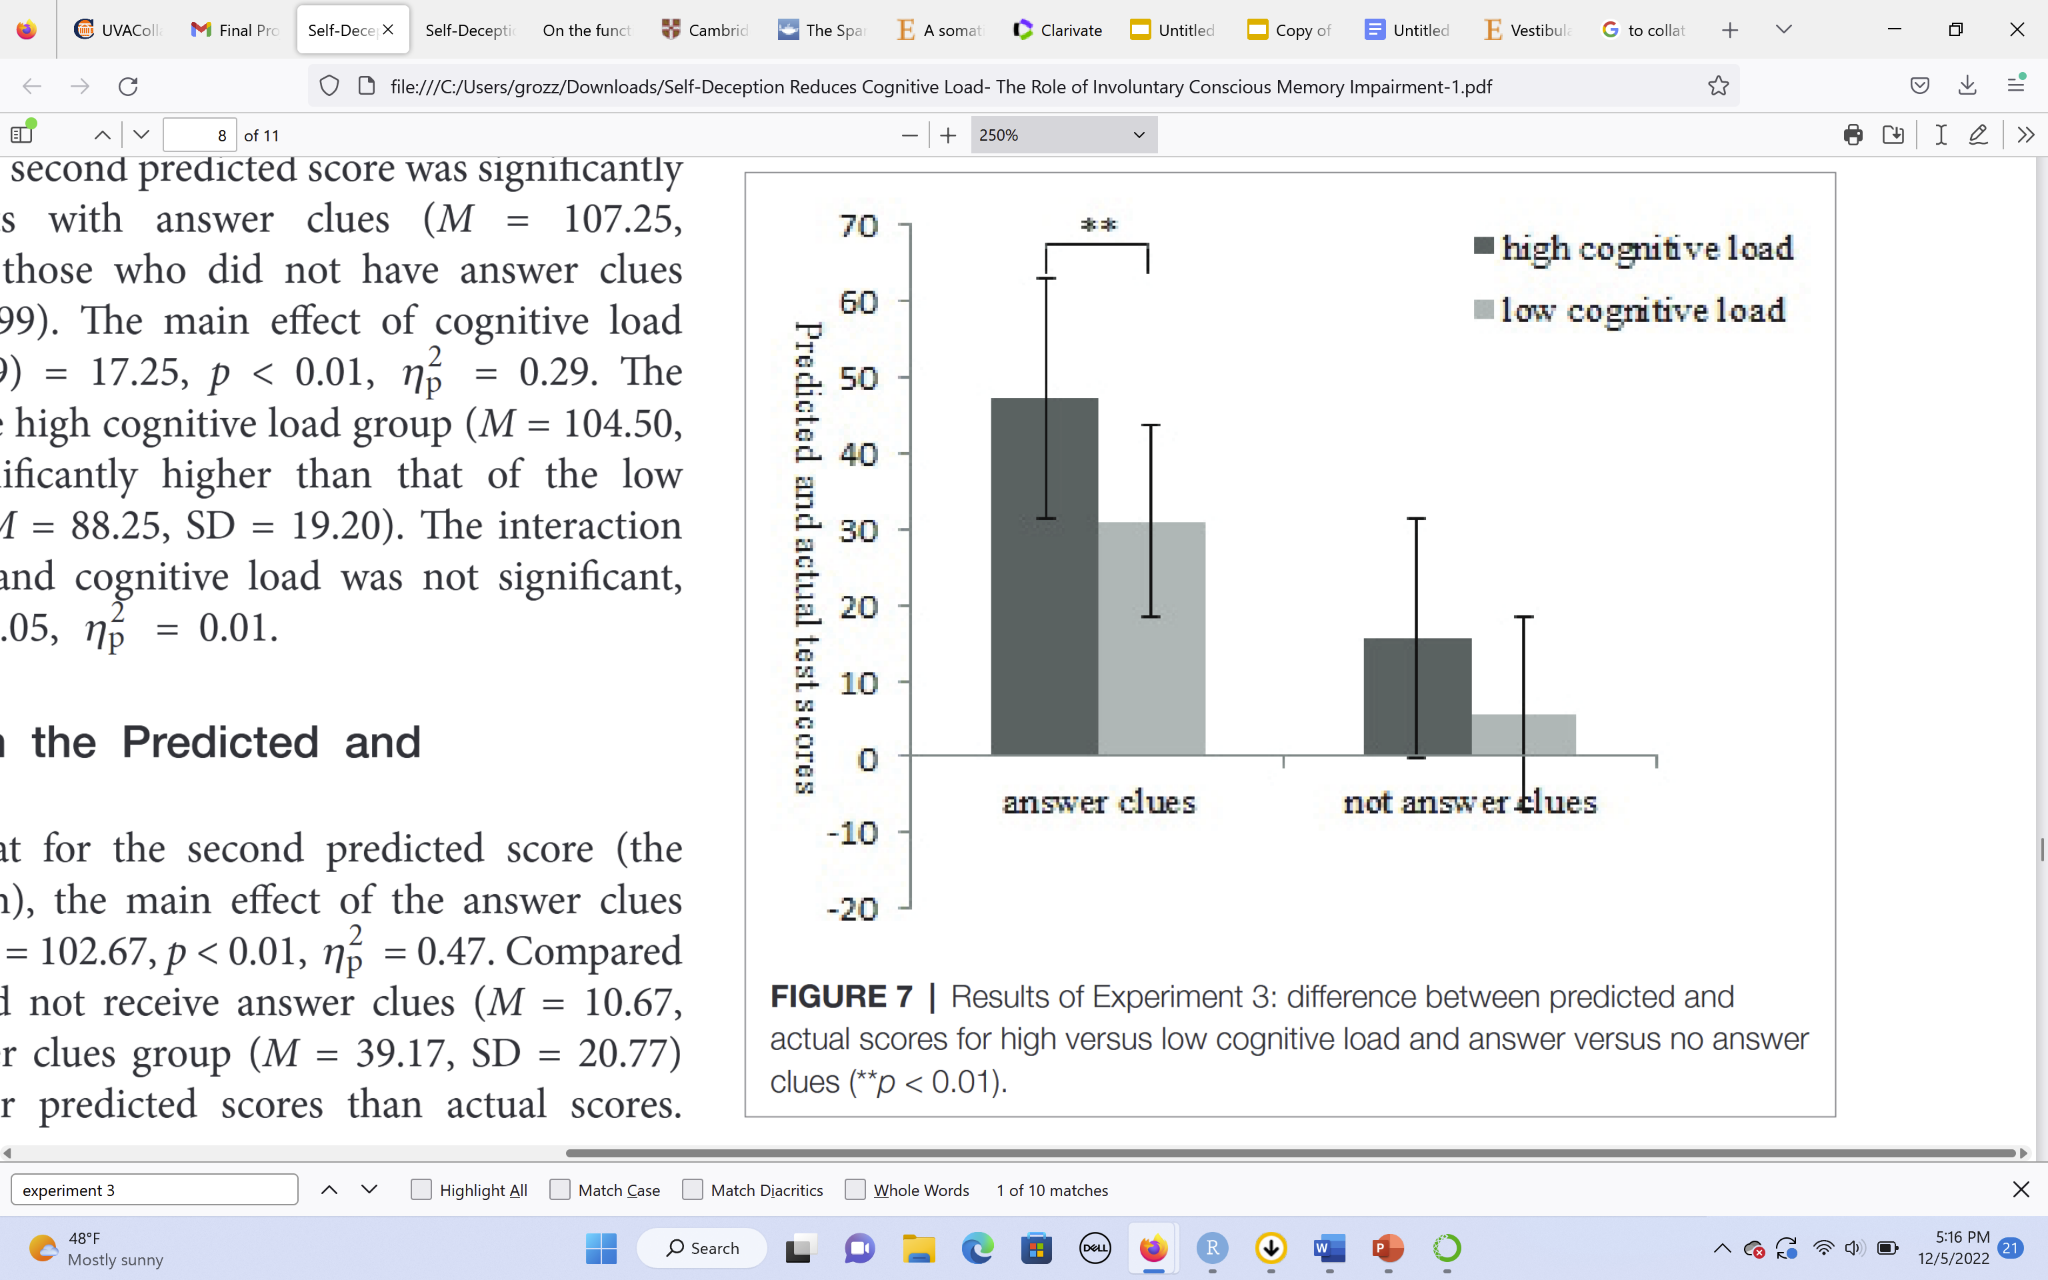 UVAColl
Final Pro
Self-Dece
Self-Decepti
On the funct
Cambrid
The Spa
A somat
Clarivate
Untitled
Copy of
Untitled
Vestibula
to collat
file:///C:/Users/grozz/Downloads/Self-Deception Reduces Cognitive Load- The Role of Involuntary Conscious Memory Impairment-1.pdf
8 of 11
250%
second predicted score was significantly
s with answer clues (M = 107.25,
those who did not have answer clues
99). The main effect of cognitive load
9) = 17.25, p < 0.01, η²p = 0.29. The
e high cognitive load group (M = 104.50,
ificantly higher than that of the low
M = 88.25, SD = 19.20). The interaction
and cognitive load was not significant,
.05, η²p = 0.01.
n the Predicted and
at for the second predicted score (the
n), the main effect of the answer clues
= 102.67, p < 0.01, η²p = 0.47. Compared
d not receive answer clues (M = 10.67,
r clues group (M = 39.17, SD = 20.77)
r predicted scores than actual scores.
Predicted and actual test scores
70
60
50
40
30
20
10
0
-10
-20
**
high cognitive load
low cognitive load
answer clues
not answer clues
FIGURE 7 | Results of Experiment 3: difference between predicted and
actual scores for high versus low cognitive load and answer versus no answer
clues (**p < 0.01).
experiment 3
Highlight All
Match Case
Match Diacritics
Whole Words
1 of 10 matches
48°F
Mostly sunny
Search
DELL
R
W
P
5:16 PM
12/5/2022
21